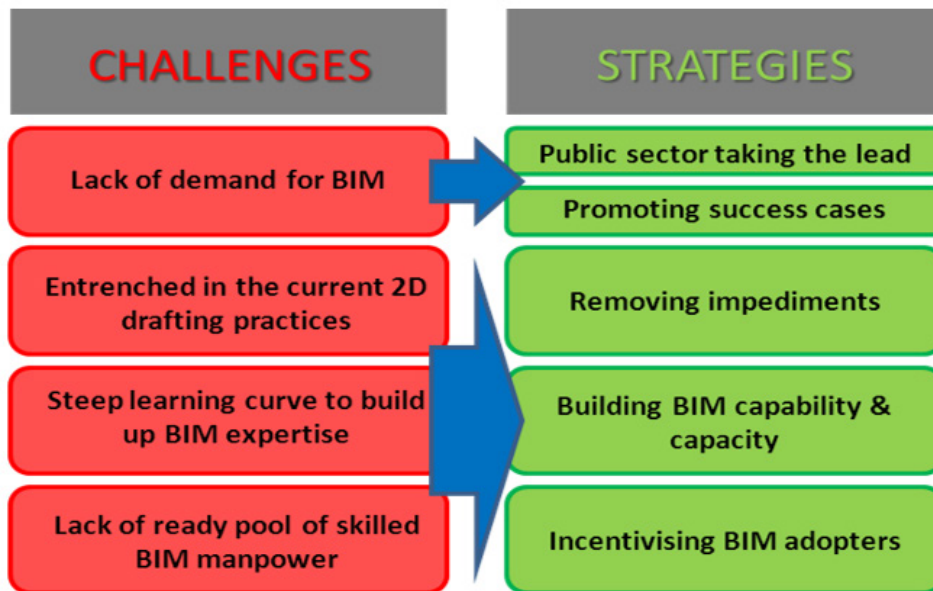 CHALLENGES
STRATEGIES
Lack of demand for BIM
Public sector taking the lead
Promoting success cases
Entrenched in the current 2D
drafting practices
Removing impediments
Steep learning curve to build
up BIM expertise
Building BIM capability &
capacity
Lack of ready pool of skilled
BIM manpower
Incentivising BIM adopters